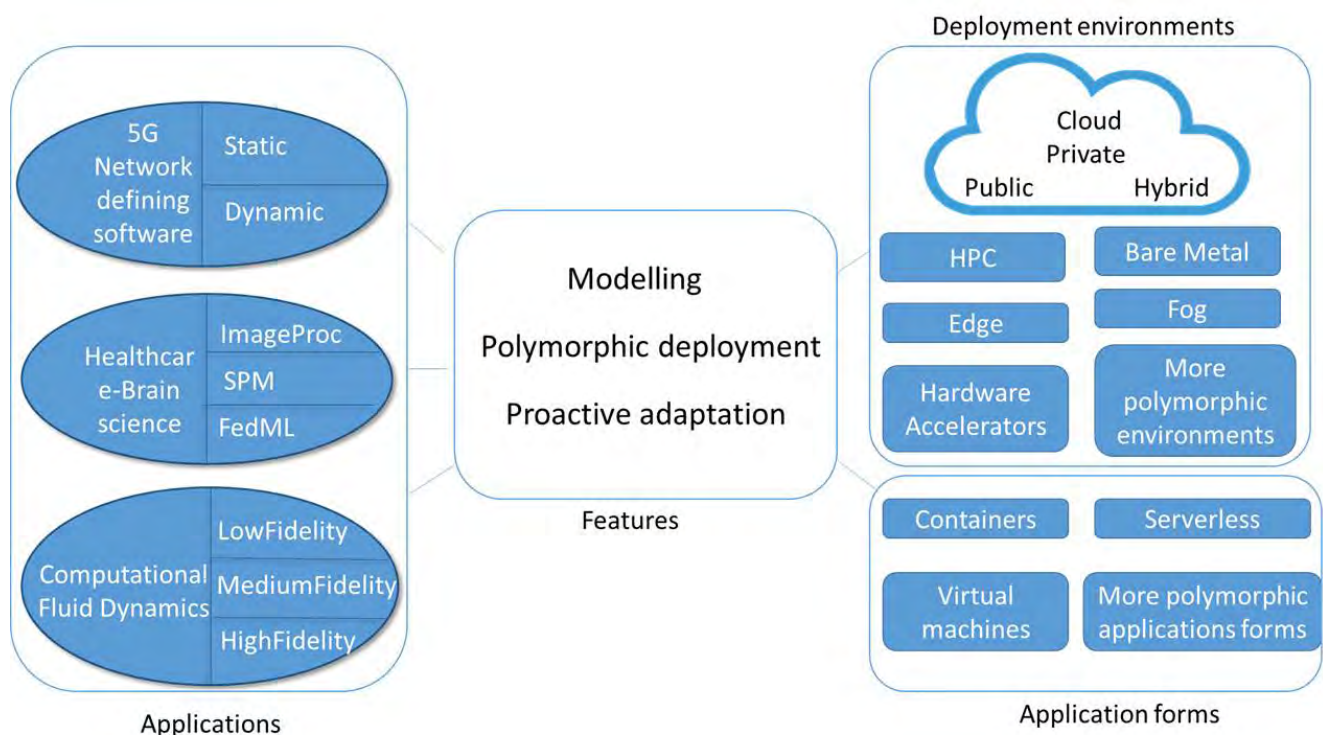 5G
Network
defining
software
Static
Dynamic
Healthcar
e-Brain
science
ImageProc
SPM
FedML
Computational
Fluid Dynamics
LowFidelity
MediumFidelity
HighFidelity
Applications
Modelling
Polymorphic deployment
Proactive adaptation
Features
Deployment environments
Cloud
Private
Public
Hybrid
HPC
Bare Metal
Edge
Fog
Hardware
Accelerators
More
polymorphic
environments
Containers
Serverless
Virtual
machines
More polymorphic
applications forms
Application forms